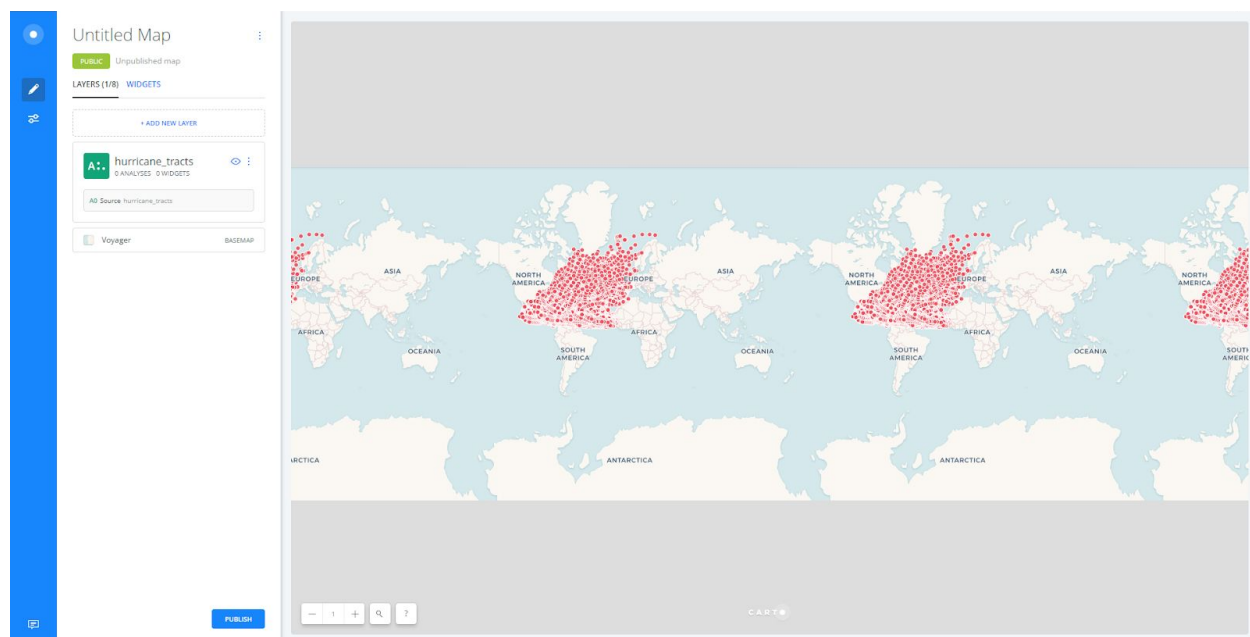 Untitled Map
PUBLIC Unpublished map
LAYERS (1/8) WIDGETS
+ ADD NEW LAYER
A:. hurricane_tracts
0 ANALYSES 0 WIDGETS
A0 Source hurricane_tracts
Voyager BASEMAP
PUBLISH
EUROPE
ASIA
AFRICA
OCEANIA
NORTH
AMERICA
EUROPE
ASIA
AFRICA
SOUTH
AMERICA
OCEANIA
NORTH
AMERICA
EUROPE
ASIA
AFRICA
SOUTH
AMERICA
OCEANIA
NORTH
AMERICA
SOUTH
AMERIC
ARCTICA
ANTARCTICA
ANTARCTICA
− 1 + ?
CARTO